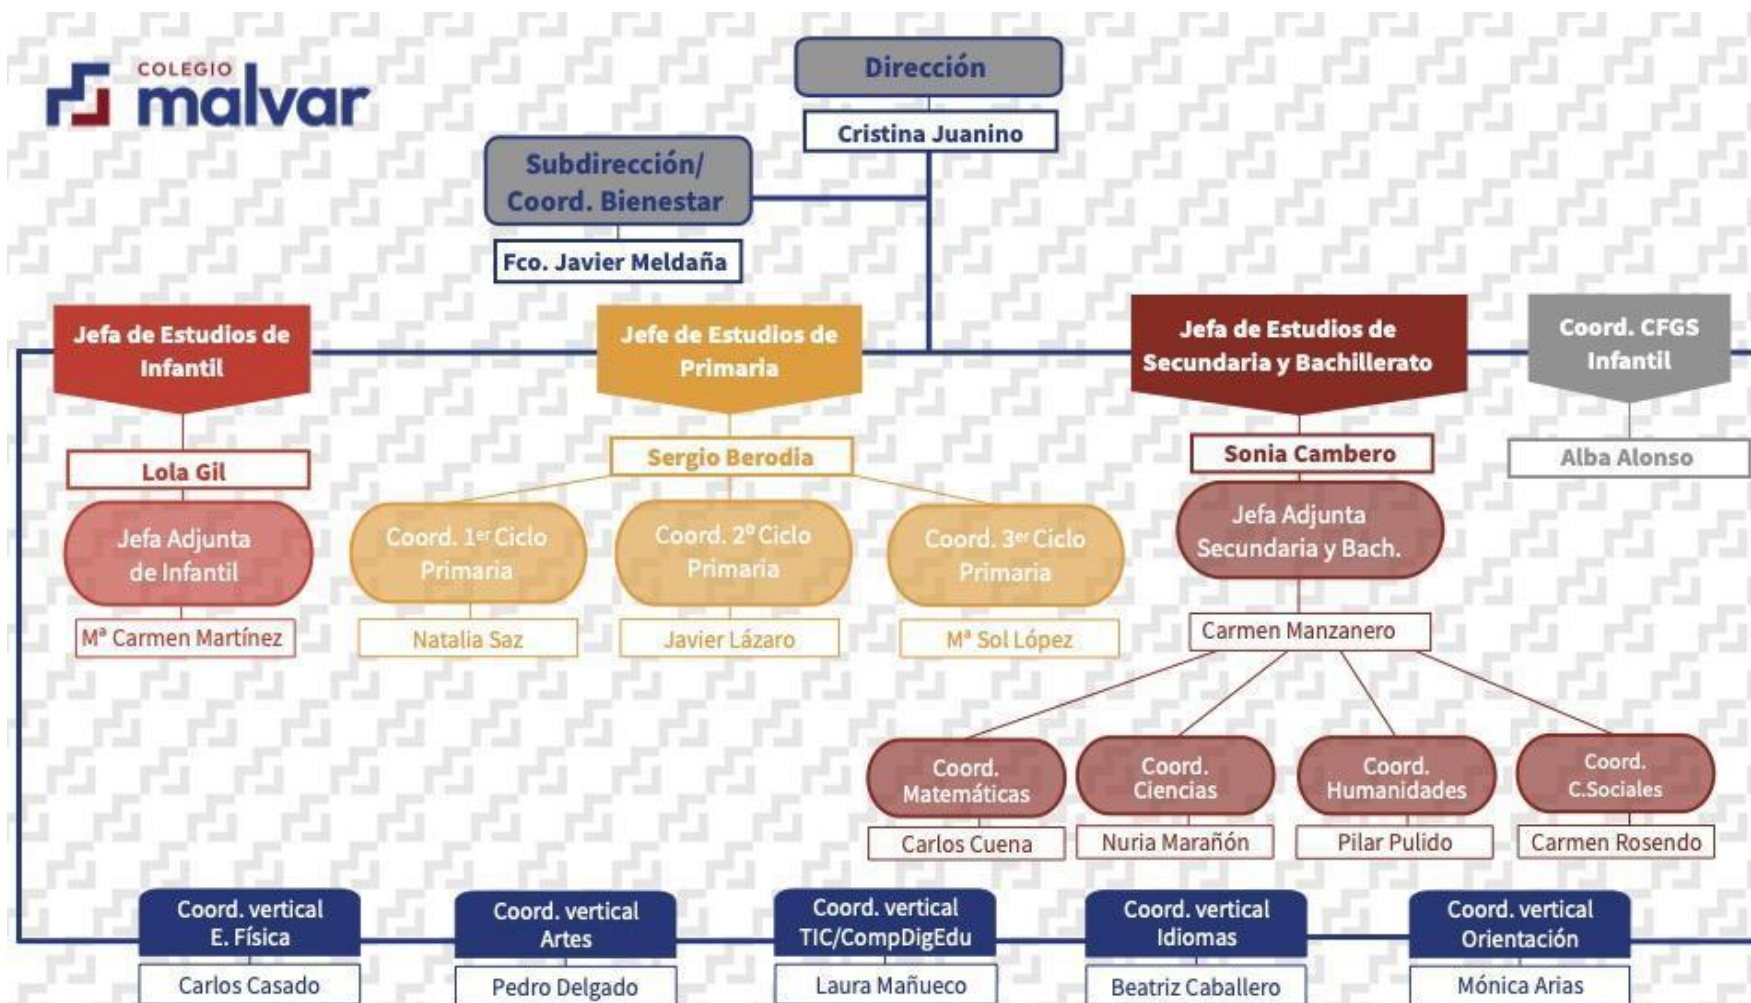 COLEGIO
malvar
Dirección
Cristina Juanino
Subdirección/
Coord. Bienestar
Fco. Javier Meldaña
Jefa de Estudios de
Infantil
Lola Gil
Jefa Adjunta
de Infantil
Mª Carmen Martínez
Jefe de Estudios de
Primaria
Sergio Berodia
Coord. 1er Ciclo
Primaria
Natalia Saz
Coord. 2º Ciclo
Primaria
Javier Lázaro
Coord. 3er Ciclo
Primaria
Mª Sol López
Jefa de Estudios de
Secundaria y Bachillerato
Sonia Cambero
Jefa Adjunta
Secundaria y Bach.
Carmen Manzanero
Coord.
Matemáticas
Carlos Cuena
Coord.
Ciencias
Nuria Marañón
Coord.
Humanidades
Pilar Pulido
Coord.
C.Sociales
Carmen Rosendo
Coord. CFGS
Infantil
Alba Alonso
Coord. vertical
E. Física
Carlos Casado
Coord. vertical
Artes
Pedro Delgado
Coord. vertical
TIC/CompDigEdu
Laura Mañueco
Coord. vertical
Idiomas
Beatriz Caballero
Coord. vertical
Orientación
Mónica Arias